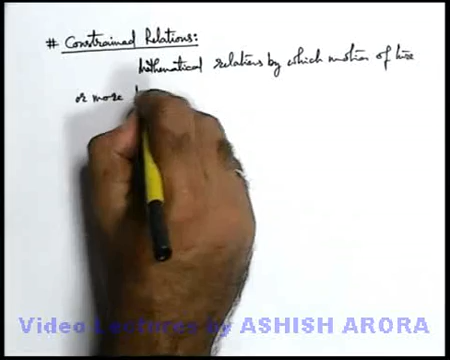 # Constrained Relations:
Mathematical relations by which motion of two
or more
Video Lectures by ASHISH ARORA